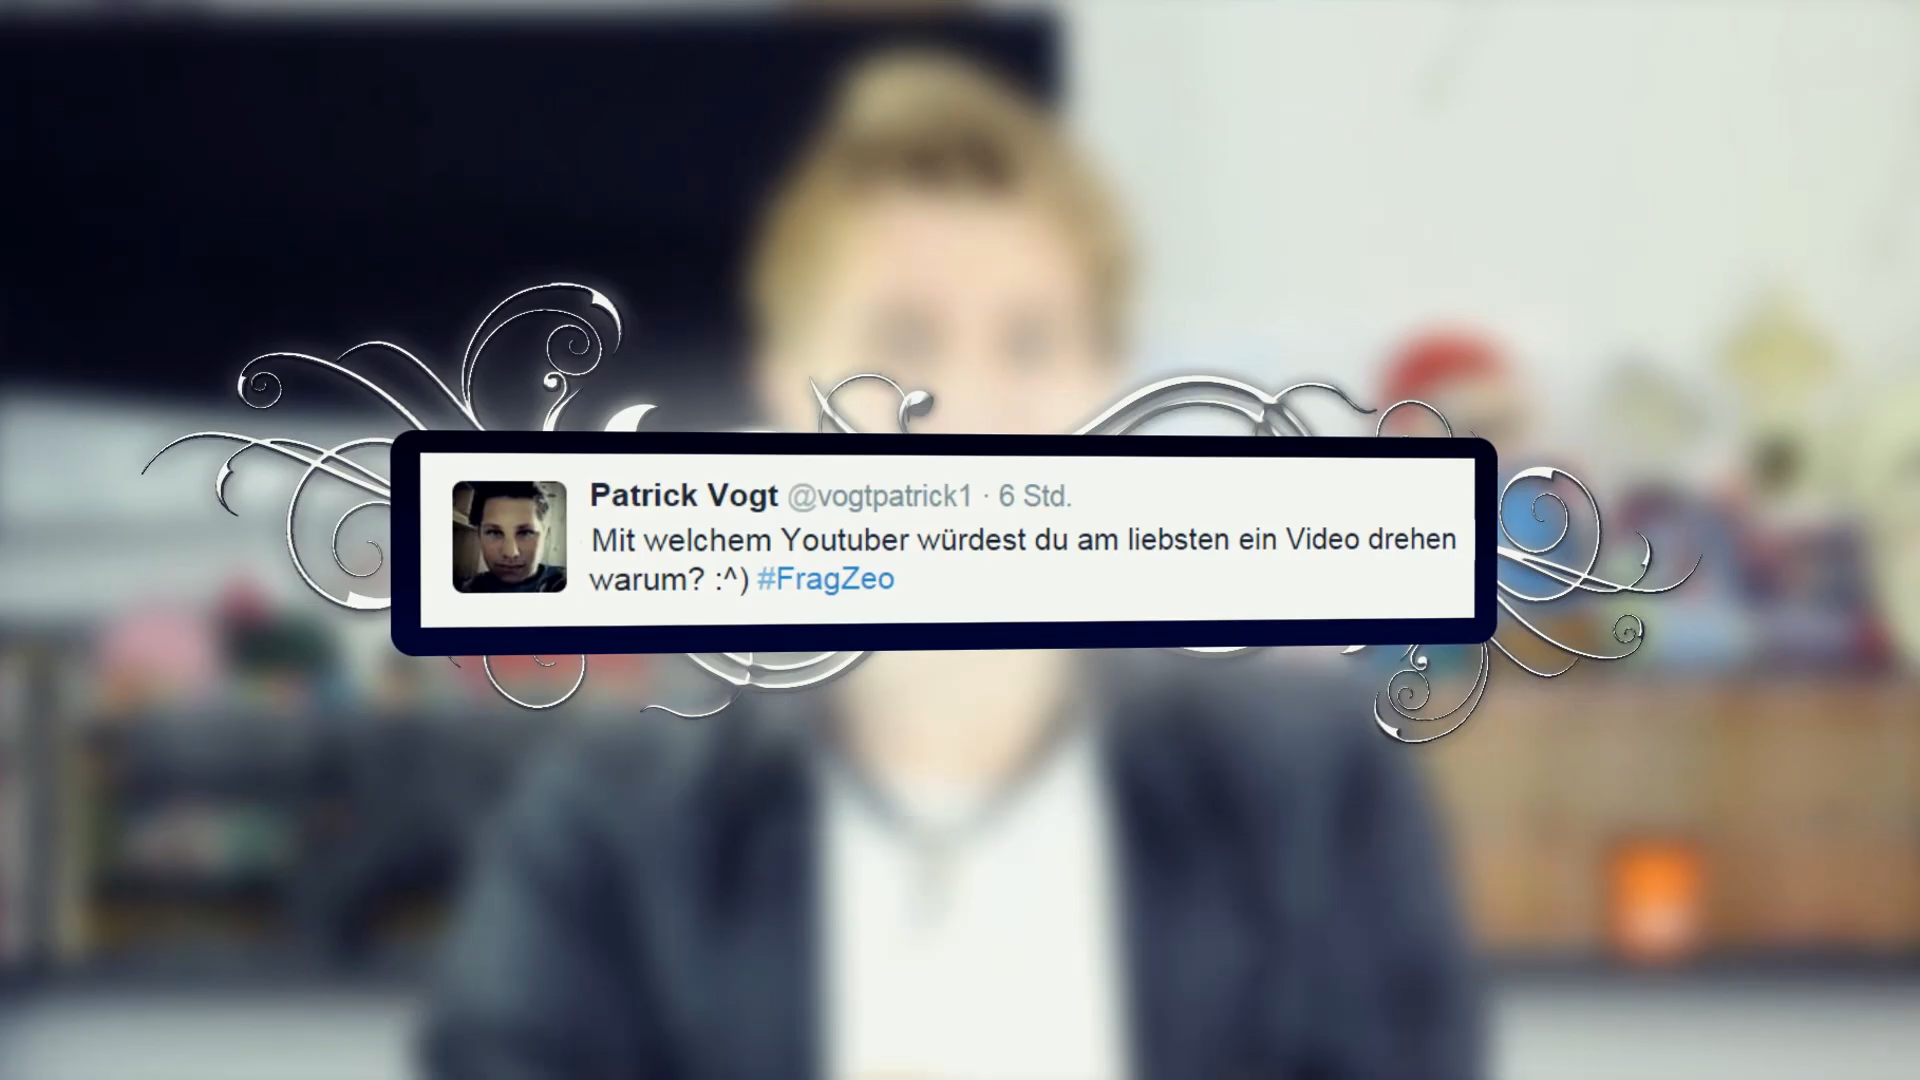 Patrick Vogt @vogtpatrick1 · 6 Std.
Mit welchem Youtuber würdest du am liebsten ein Video drehen
warum? :^) #FragZeo